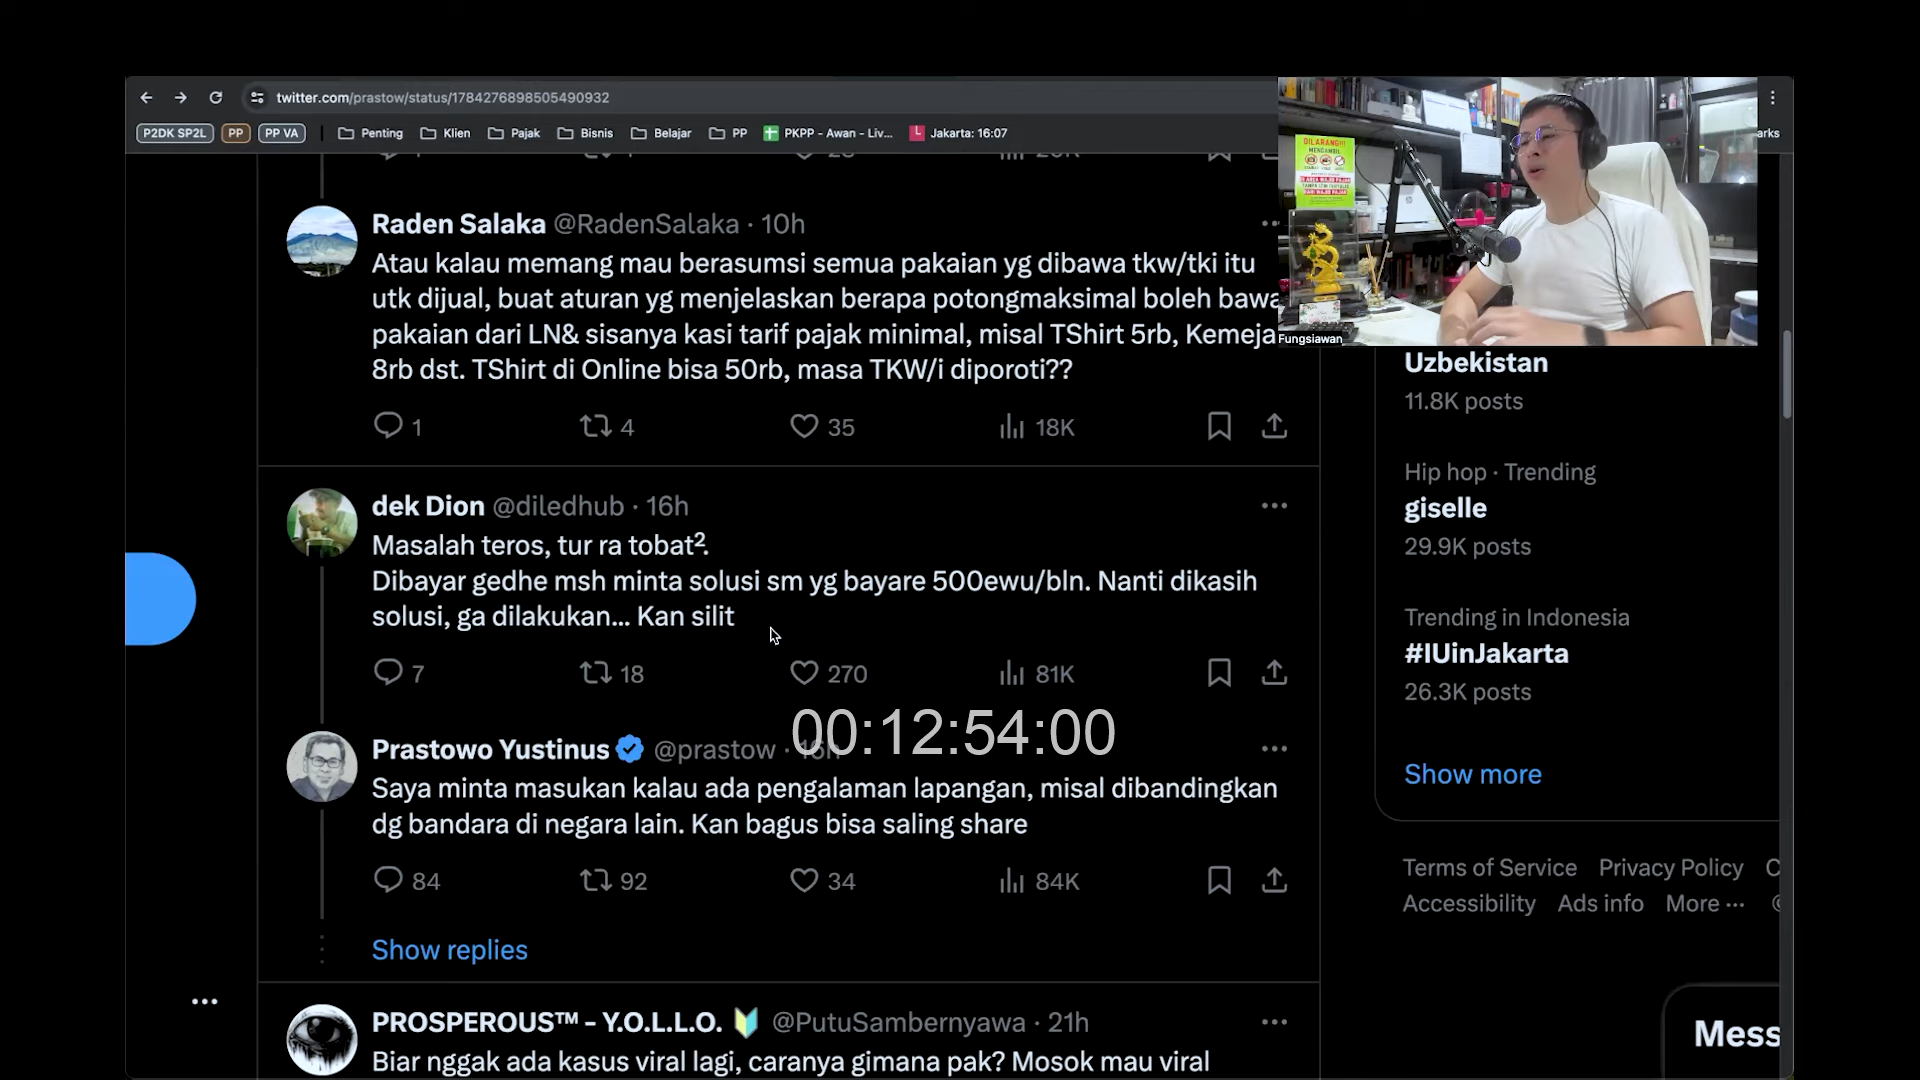 twitter.com/prastow/status/1784276898505490932
P2DK SP2L PP PP VA Penting Klien Pajak Bisnis Belajar PP PKPP - Awan - Liv... Jakarta: 16:07
arks
DILARANG!!!
MENGAMBIL
Fungsiawan
Raden Salaka @RadenSalaka · 10h
Atau kalau memang mau berasumsi semua pakaian yg dibawa tkw/tki itu
utk dijual, buat aturan yg menjelaskan berapa potongmaksimal boleh bawa
pakaian dari LN& sisanya kasi tarif pajak minimal, misal TShirt 5rb, Kemeja
8rb dst. TShirt di Online bisa 50rb, masa TKW/i diporoti??
1 4 35 18K
dek Dion @diledhub · 16h
Masalah teros, tur ra tobat².
Dibayar gedhe msh minta solusi sm yg bayare 500ewu/bln. Nanti dikasih
solusi, ga dilakukan... Kan silit
7 18 270 81K
00:12:54:00
Prastowo Yustinus @prastow · 16h
Saya minta masukan kalau ada pengalaman lapangan, misal dibandingkan
dg bandara di negara lain. Kan bagus bisa saling share
84 92 34 84K
Show replies
PROSPEROUS™ - Y.O.L.L.O. @PutuSambernyawa · 21h
Biar nggak ada kasus viral lagi, caranya gimana pak? Mosok mau viral
Uzbekistan
11.8K posts
Hip hop · Trending
giselle
29.9K posts
Trending in Indonesia
#IUinJakarta
26.3K posts
Show more
Terms of Service Privacy Policy C
Accessibility Ads info More ···
Mess